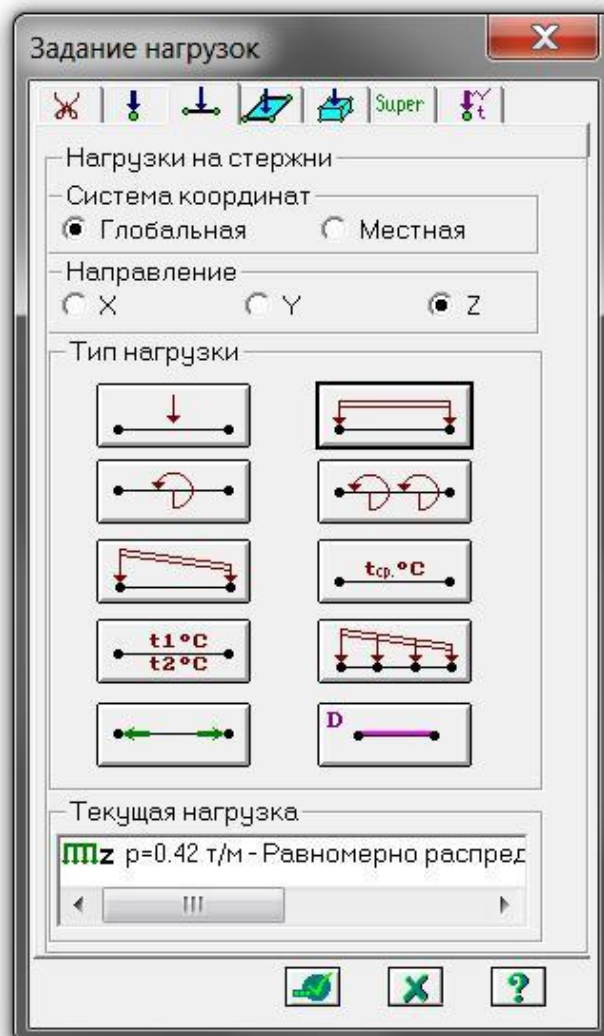 Задание нагрузок
Super
t
Нагрузки на стержни
Система координат
Глобальная Местная
Направление
X Y Z
Тип нагрузки
tср.°C
t1°C
t2°C
D
Текущая нагрузка
z p=0.42 т/м - Равномерно распред